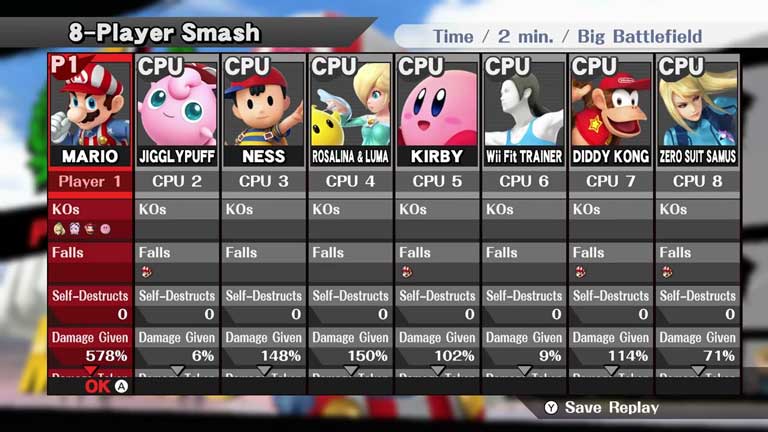 8-Player Smash
Time / 2 min. / Big Battlefield
P1 CPU CPU CPU CPU CPU CPU CPU
MARIO JIGGLYPUFF NESS ROSALINA & LUMA KIRBY Wii Fit TRAINER DIDDY KONG ZERO SUIT SAMUS
Player 1 CPU 2 CPU 3 CPU 4 CPU 5 CPU 6 CPU 7 CPU 8
KOs KOs KOs KOs KOs KOs KOs KOs
Falls Falls Falls Falls Falls Falls Falls Falls
Self-Destructs Self-Destructs Self-Destructs Self-Destructs Self-Destructs Self-Destructs Self-Destructs Self-Destructs
0 0 0 0 0 0 0 0
Damage Given Damage Given Damage Given Damage Given Damage Given Damage Given Damage Given Damage Given
578% 6% 148% 150% 102% 9% 114% 71%
OK A
Y Save Replay